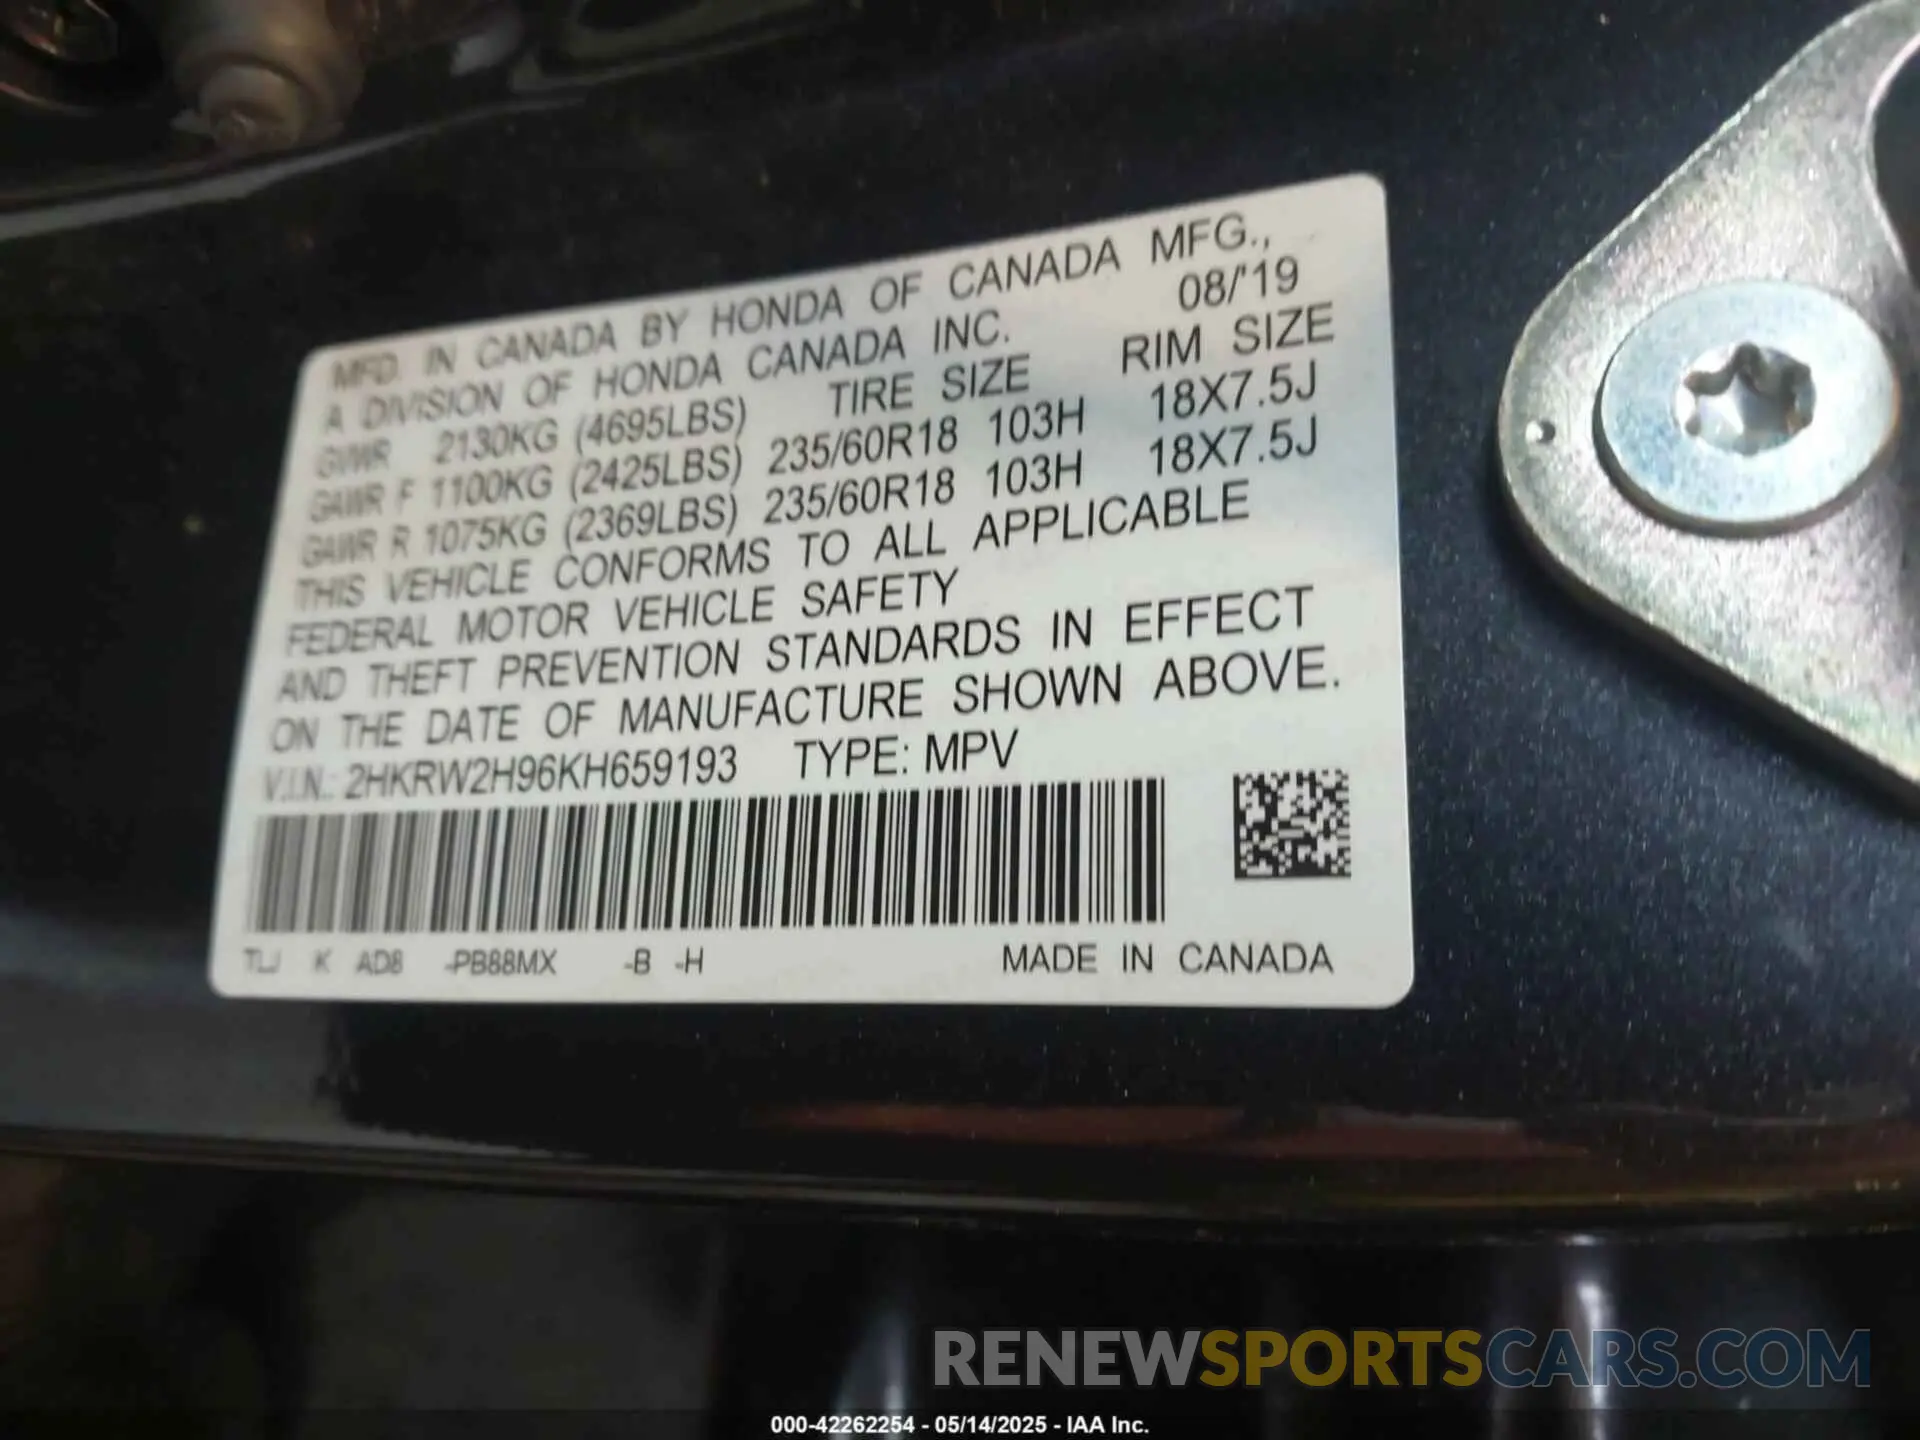 MFD. IN CANADA BY HONDA OF CANADA MFG.,
A DIVISION OF HONDA CANADA INC. 08/'19
GVWR 2130KG (4695LBS) TIRE SIZE RIM SIZE
GAWR F 1100KG (2425LBS) 235/60R18 103H 18X7.5J
GAWR R 1075KG (2369LBS) 235/60R18 103H 18X7.5J
THIS VEHICLE CONFORMS TO ALL APPLICABLE
FEDERAL MOTOR VEHICLE SAFETY
AND THEFT PREVENTION STANDARDS IN EFFECT
ON THE DATE OF MANUFACTURE SHOWN ABOVE.
V.I.N.: 2HKRW2H96KH659193 TYPE: MPV
TLJ K AD8 -PB88MX -B -H MADE IN CANADA
RENEWSPORTSCARS.COM
000-42262254 - 05/14/2025 - IAA Inc.